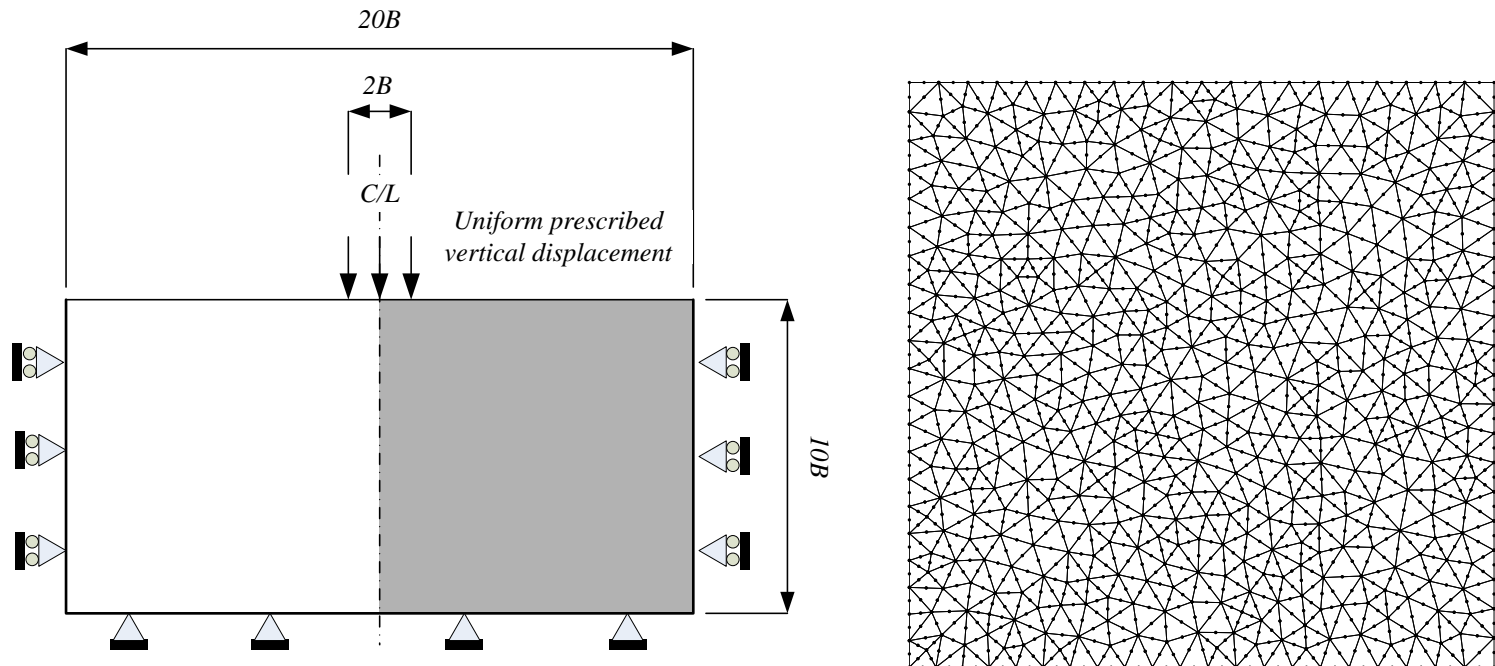 20B
2B
C/L
Uniform prescribed
vertical displacement
10B